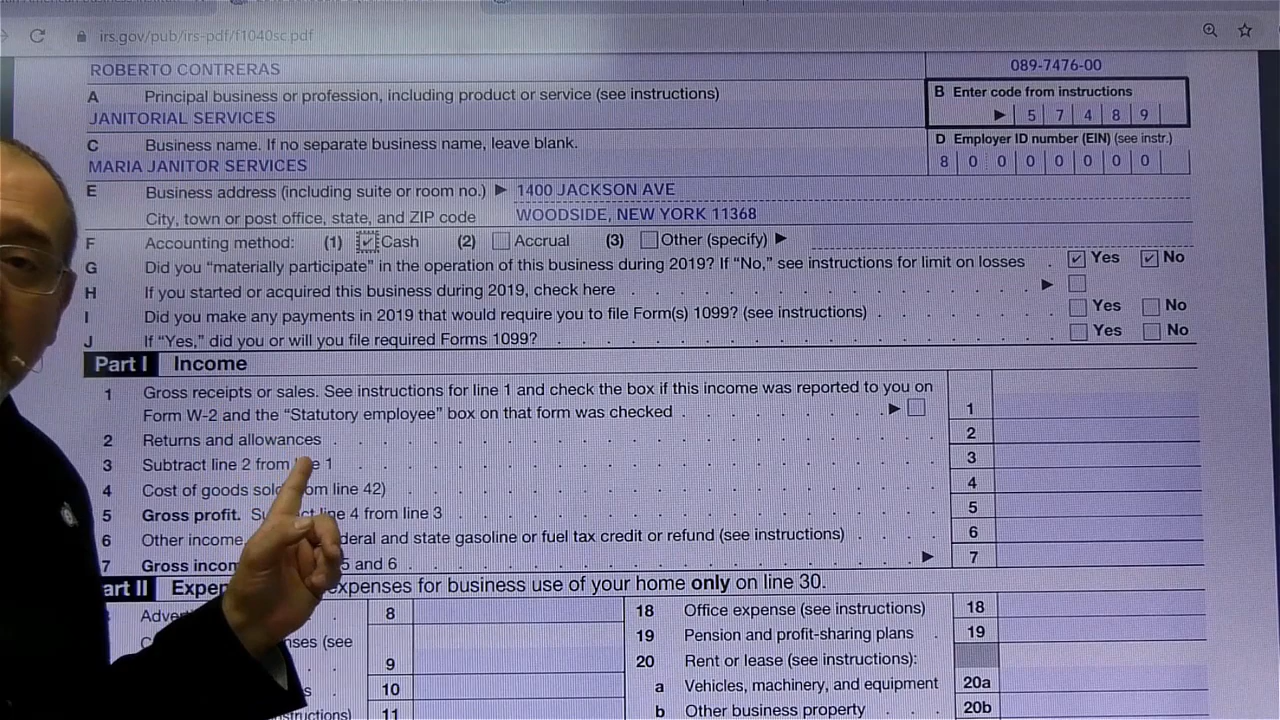 irs.gov/pub/irs-pdf/f1040sc.pdf
ROBERTO CONTRERAS 089-7476-00
A Principal business or profession, including product or service (see instructions)
JANITORIAL SERVICES
B Enter code from instructions
▶ 5 7 4 8 9
C Business name. If no separate business name, leave blank.
MARIA JANITOR SERVICES
D Employer ID number (EIN) (see instr.)
8 0 0 0 0 0 0 0
E Business address (including suite or room no.) ▶ 1400 JACKSON AVE
City, town or post office, state, and ZIP code WOODSIDE, NEW YORK 11368
F Accounting method: (1) Cash (2) Accrual (3) Other (specify) ▶
G Did you “materially participate” in the operation of this business during 2019? If “No,” see instructions for limit on losses . Yes No
H If you started or acquired this business during 2019, check here ▶
I Did you make any payments in 2019 that would require you to file Form(s) 1099? (see instructions) Yes No
J If “Yes,” did you or will you file required Forms 1099? Yes No
Part I Income
1 Gross receipts or sales. See instructions for line 1 and check the box if this income was reported to you on
Form W-2 and the “Statutory employee” box on that form was checked ▶ 1
2 Returns and allowances 2
3 Subtract line 2 from 1 3
4 Cost of goods line 42) 4
5 Gross profit. line 4 from line 3 5
6 Other income, and state gasoline or fuel tax credit or refund (see instructions) 6
7 Gross 5 and 6 ▶ 7
II expenses for business use of your home only on line 30.
8
18 Office expense (see instructions) 18
(see
9
19 Pension and profit-sharing plans . 19
20 Rent or lease (see instructions):
10
a Vehicles, machinery, and equipment 20a
11
b Other business property . . . 20b